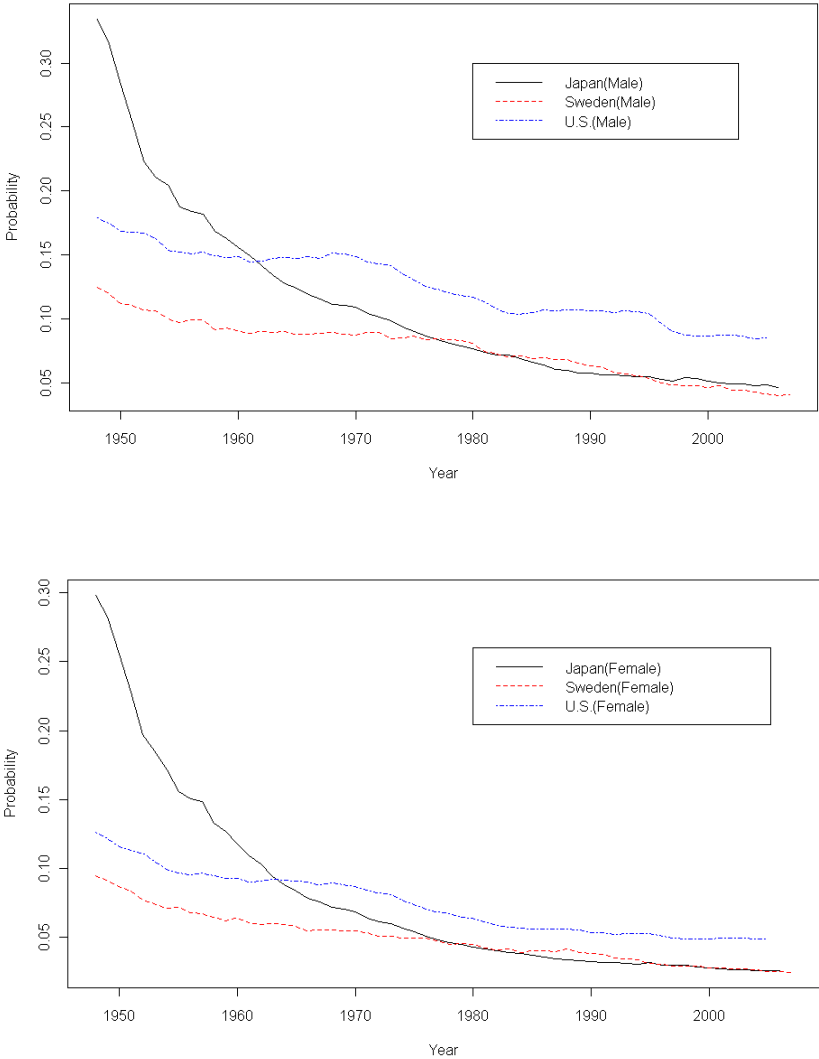 0.30
0.25
0.20
0.15
0.10
0.05
Probability
Japan(Male)
Sweden(Male)
U.S.(Male)
1950 1960 1970 1980 1990 2000
Year
0.30
0.25
0.20
0.15
0.10
0.05
Probability
Japan(Female)
Sweden(Female)
U.S.(Female)
1950 1960 1970 1980 1990 2000
Year